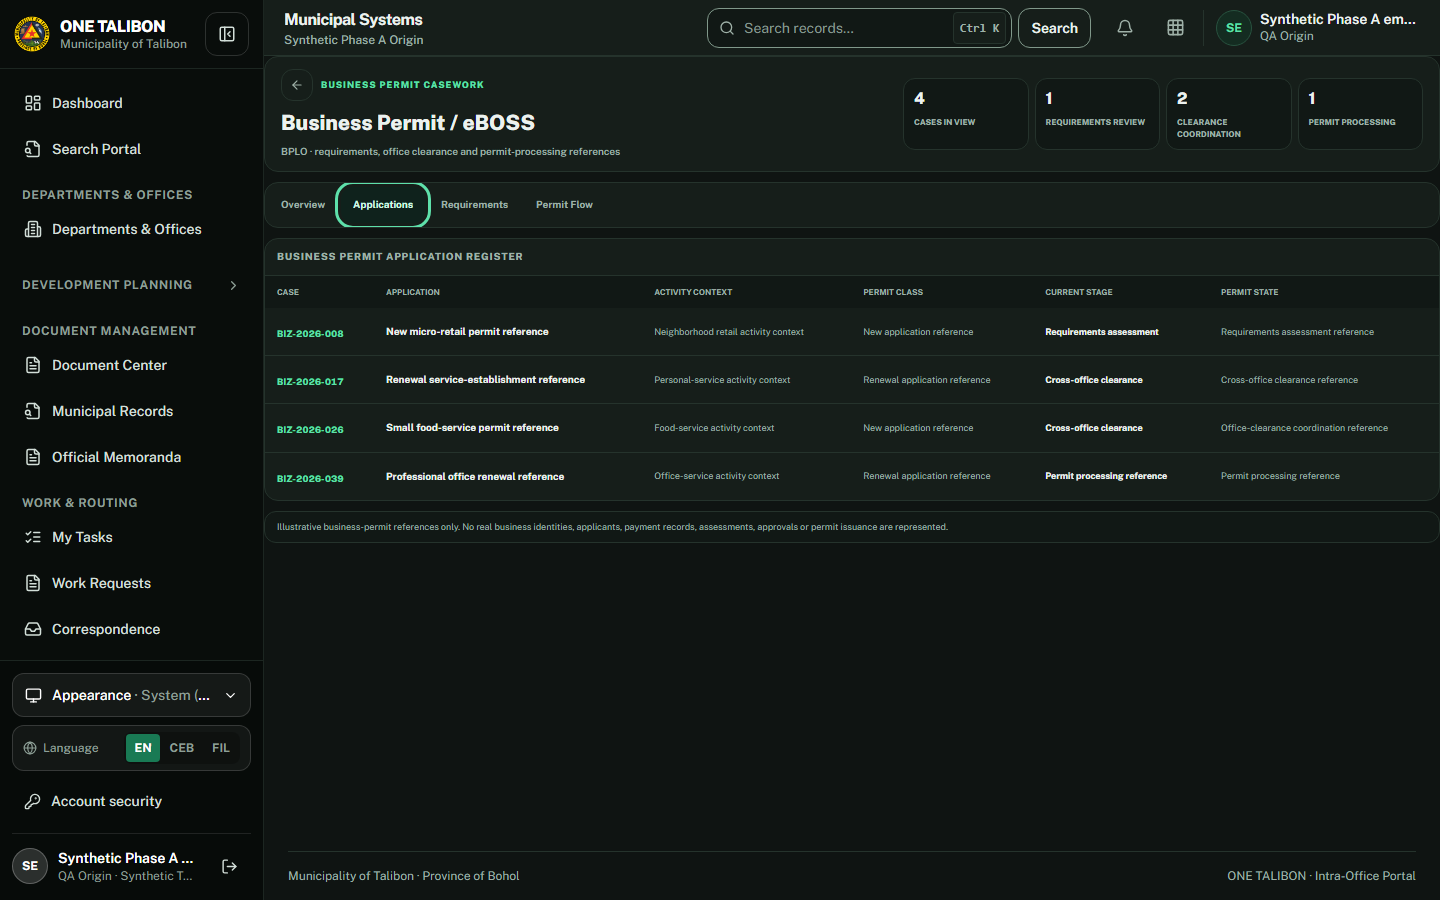 ONE TALIBON
Municipality of Talibon
Municipal Systems
Synthetic Phase A Origin
Search records...
Ctrl K
Search
SE
Synthetic Phase A em...
QA Origin
Dashboard
Search Portal
DEPARTMENTS & OFFICES
Departments & Offices
DEVELOPMENT PLANNING
DOCUMENT MANAGEMENT
Document Center
Municipal Records
Official Memoranda
WORK & ROUTING
My Tasks
Work Requests
Correspondence
Appearance · System (...
Language
EN
CEB
FIL
Account security
SE
Synthetic Phase A ...
QA Origin · Synthetic T...
BUSINESS PERMIT CASEWORK
Business Permit / eBOSS
BPLO · requirements, office clearance and permit-processing references
4
CASES IN VIEW
1
REQUIREMENTS REVIEW
2
CLEARANCE
COORDINATION
1
PERMIT PROCESSING
Overview
Applications
Requirements
Permit Flow
BUSINESS PERMIT APPLICATION REGISTER
CASE APPLICATION ACTIVITY CONTEXT PERMIT CLASS CURRENT STAGE PERMIT STATE
BIZ-2026-008 New micro-retail permit reference Neighborhood retail activity context New application reference Requirements assessment Requirements assessment reference
BIZ-2026-017 Renewal service-establishment reference Personal-service activity context Renewal application reference Cross-office clearance Cross-office clearance reference
BIZ-2026-026 Small food-service permit reference Food-service activity context New application reference Cross-office clearance Office-clearance coordination reference
BIZ-2026-039 Professional office renewal reference Office-service activity context Renewal application reference Permit processing reference Permit processing reference
Illustrative business-permit references only. No real business identities, applicants, payment records, assessments, approvals or permit issuance are represented.
Municipality of Talibon · Province of Bohol
ONE TALIBON · Intra-Office Portal